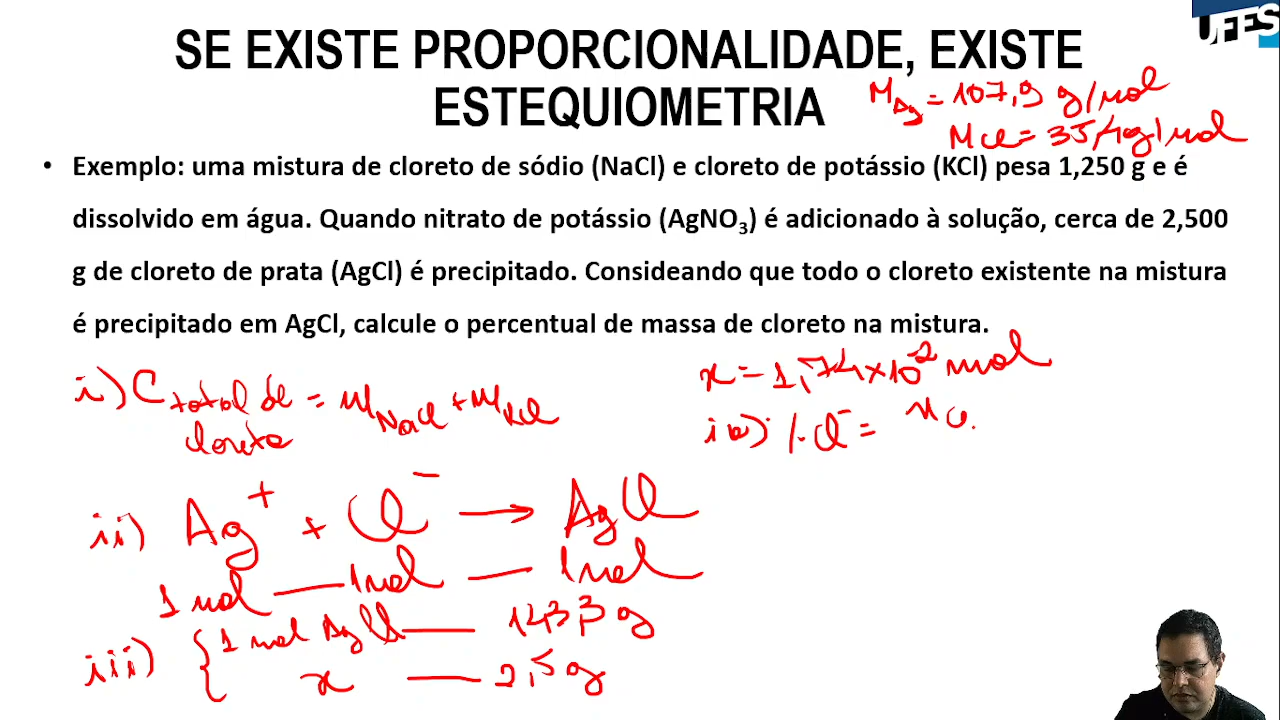 UFES
SE EXISTE PROPORCIONALIDADE, EXISTE
ESTEQUIOMETRIA
M Ag = 107,9 g/mol
M Cl = 35,4 g/mol
• Exemplo: uma mistura de cloreto de sódio (NaCl) e cloreto de potássio (KCl) pesa 1,250 g e é
dissolvido em água. Quando nitrato de potássio (AgNO₃) é adicionado à solução, cerca de 2,500
g de cloreto de prata (AgCl) é precipitado. Consideando que todo o cloreto existente na mistura
é precipitado em AgCl, calcule o percentual de massa de cloreto na mistura.
i) C total de cloreto = m NaCl + m KCl
ii) Ag⁺ + Cl⁻ → AgCl
1 mol — 1 mol — 1 mol
iii) { 1 mol AgCl — 143,3 g
x — 2,5 g
x = 1,74 x 10⁻² mol
iv) %Cl⁻ =